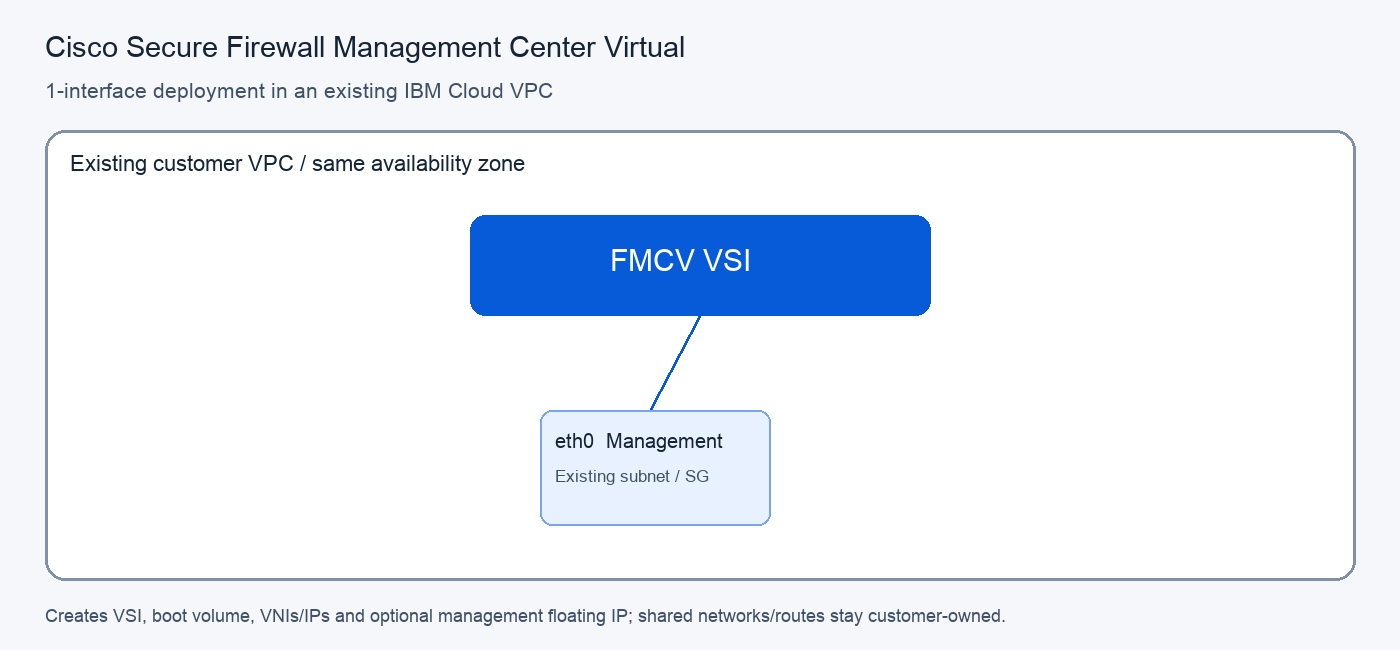 Cisco Secure Firewall Management Center Virtual
1-interface deployment in an existing IBM Cloud VPC
Existing customer VPC / same availability zone
FMCV VSI
eth0  Management
Existing subnet / SG
Creates VSI, boot volume, VNIs/IPs and optional management floating IP; shared networks/routes stay customer-owned.